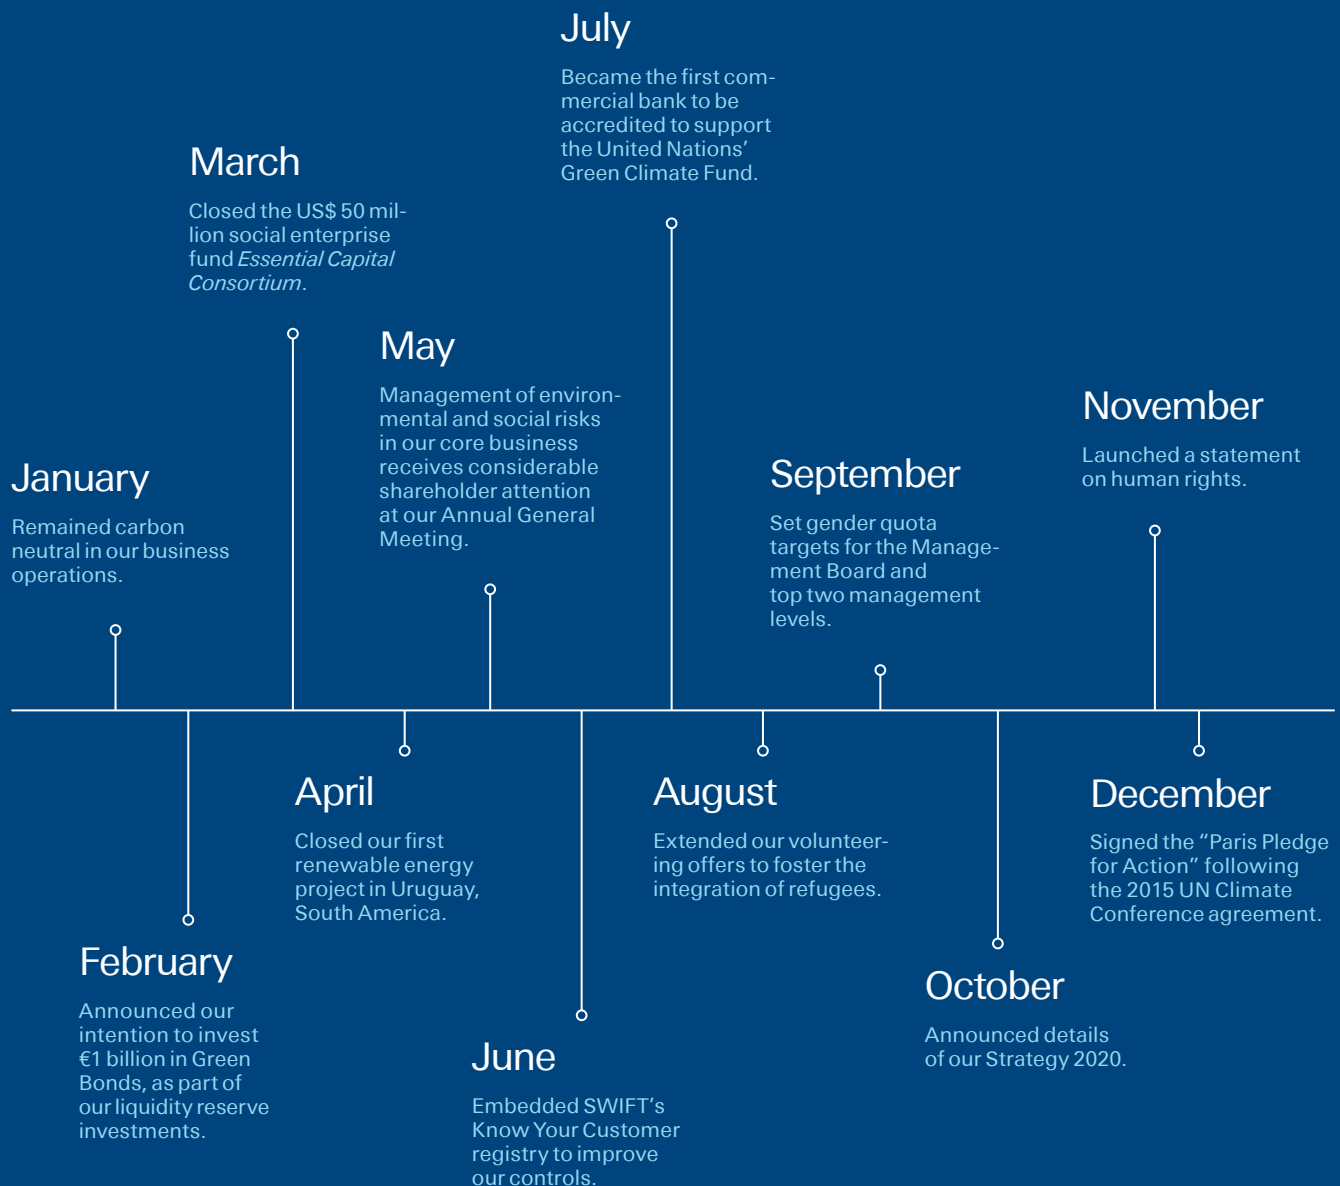 January
Remained carbon
neutral in our business
operations.
February
Announced our
intention to invest
€1 billion in Green
Bonds, as part of
our liquidity reserve
investments.
March
Closed the US$ 50 mil-
lion social enterprise
fund Essential Capital
Consortium.
April
Closed our first
renewable energy
project in Uruguay,
South America.
May
Management of environ-
mental and social risks
in our core business
receives considerable
shareholder attention
at our Annual General
Meeting.
June
Embedded SWIFT’s
Know Your Customer
registry to improve
our controls.
July
Became the first com-
mercial bank to be
accredited to support
the United Nations’
Green Climate Fund.
August
Extended our volunteer-
ing offers to foster the
integration of refugees.
September
Set gender quota
targets for the Manage-
ment Board and
top two management
levels.
October
Announced details
of our Strategy 2020.
November
Launched a statement
on human rights.
December
Signed the “Paris Pledge
for Action” following
the 2015 UN Climate
Conference agreement.